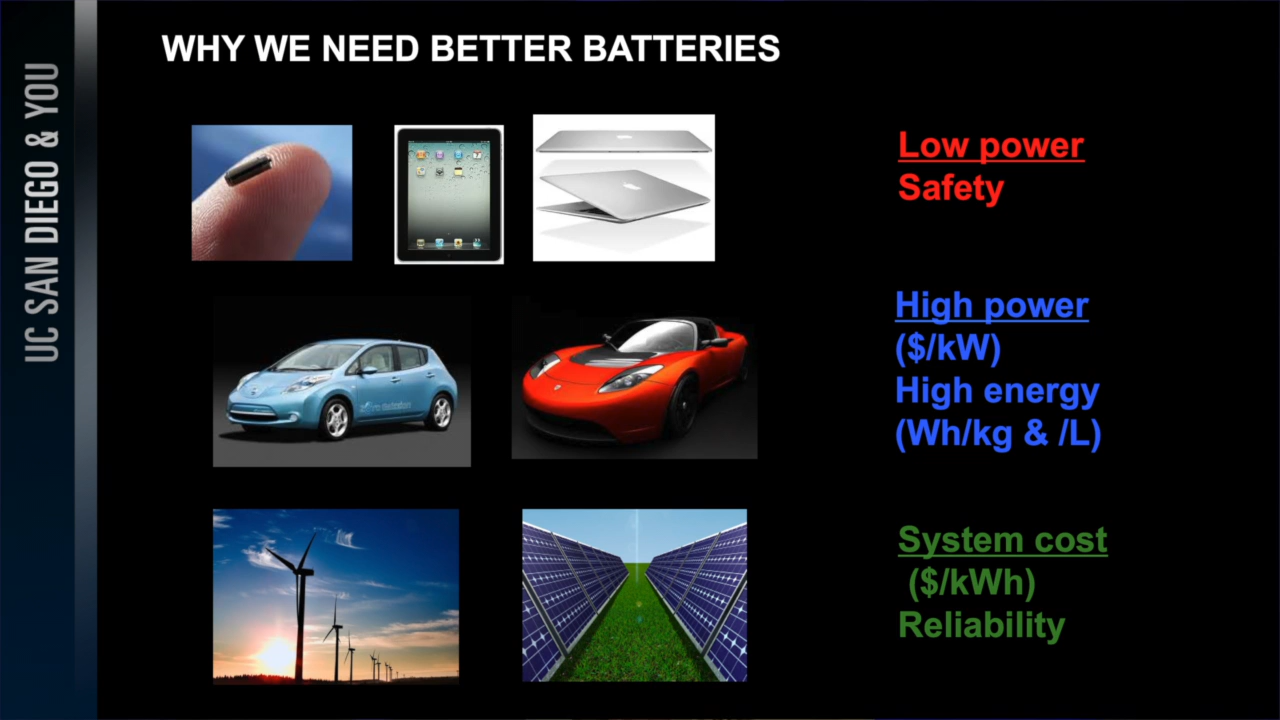 WHY WE NEED BETTER BATTERIES
UC SAN DIEGO & YOU
Low power
Safety
High power
($/kW)
High energy
(Wh/kg & /L)
System cost
($/kWh)
Reliability